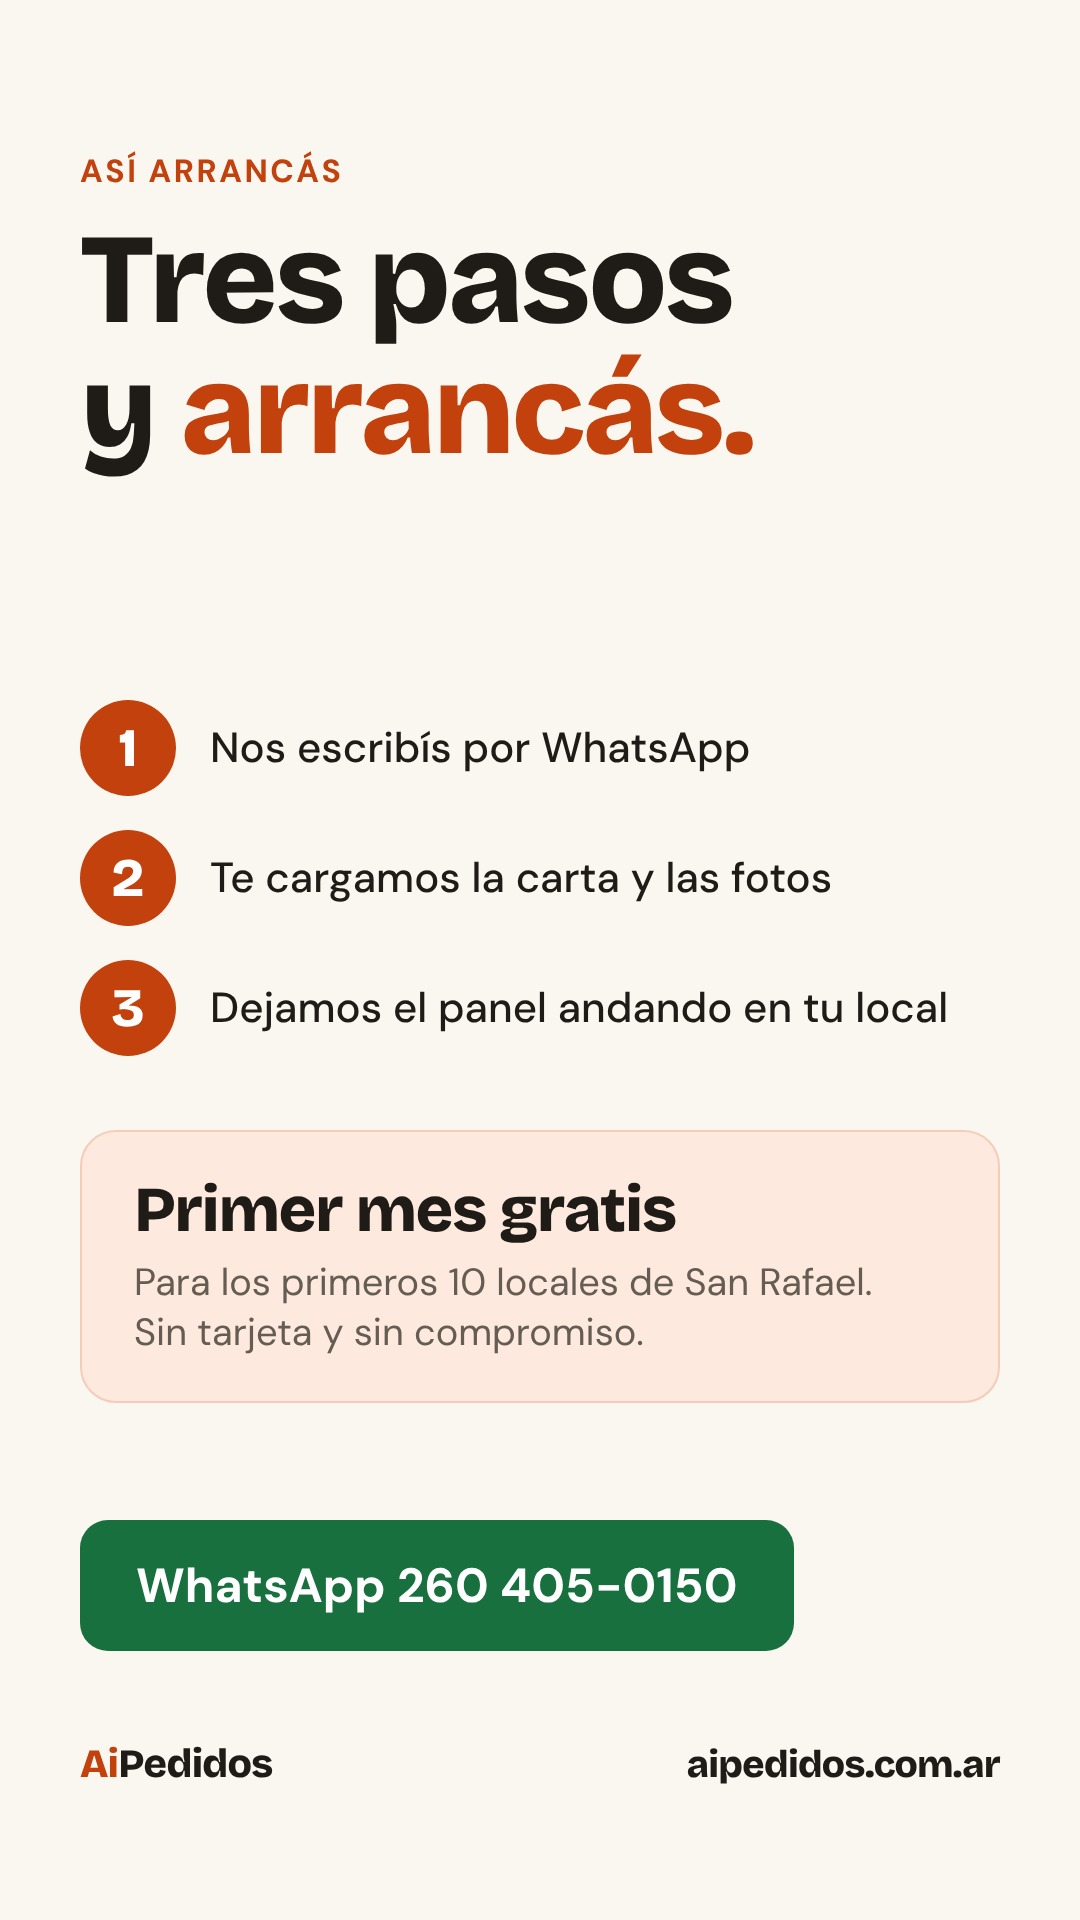 ASÍ ARRANCÁS
Tres pasos
y arrancás.
1 Nos escribís por WhatsApp
2 Te cargamos la carta y las fotos
3 Dejamos el panel andando en tu local
Primer mes gratis
Para los primeros 10 locales de San Rafael.
Sin tarjeta y sin compromiso.
WhatsApp 260 405-0150
AiPedidos
aipedidos.com.ar